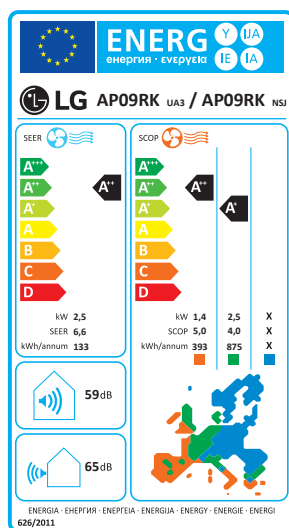 ENERG Y IJA
енергия · ενεργεια IE IA
LG AP09RK UA3 / AP09RK NSJ
SEER SCOP
A+++ A+++
A++ A++ A++ A++
A+ A+ A+
A A
B B
C C
D D
kW 2,5 kW 1,4 2,5 X
SEER 6,6 SCOP 5,0 4,0 X
kWh/annum 133 kWh/annum 393 875 X
59dB
65dB
ENERGIA · ЕНЕРГИЯ · ΕΝΕΡΓΕΙΑ · ENERGIJA · ENERGY · ENERGIE · ENERGI
626/2011